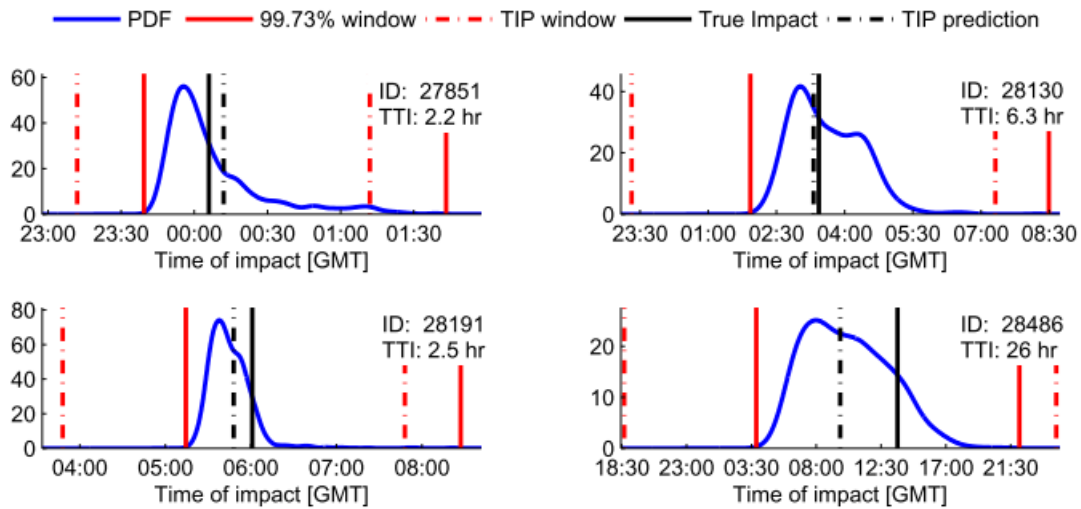 PDF 99.73% window TIP window True Impact TIP prediction
60
40
20
0
ID: 27851
TTI: 2.2 hr
23:00 23:30 00:00 00:30 01:00 01:30
Time of impact [GMT]
40
20
0
ID: 28130
TTI: 6.3 hr
23:30 01:00 02:30 04:00 05:30 07:00 08:30
Time of impact [GMT]
80
60
40
20
0
ID: 28191
TTI: 2.5 hr
04:00 05:00 06:00 07:00 08:00
Time of impact [GMT]
20
10
0
ID: 28486
TTI: 26 hr
18:30 23:00 03:30 08:00 12:30 17:00 21:30
Time of impact [GMT]